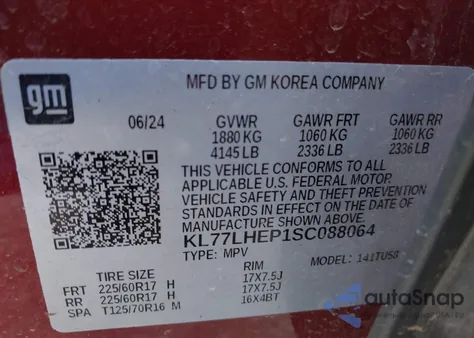 gm
MFD BY GM KOREA COMPANY
06/24 GVWR GAWR FRT GAWR RR
1880 KG 1060 KG 1060 KG
4145 LB 2336 LB 2336 LB
THIS VEHICLE CONFORMS TO ALL
APPLICABLE U.S. FEDERAL MOTOR
VEHICLE SAFETY AND THEFT PREVENTION
STANDARDS IN EFFECT ON THE DATE OF
MANUFACTURE SHOWN ABOVE.
KL77LHEP1SC088064
TYPE: MPV MODEL: 141TU58
TIRE SIZE RIM
FRT 225/60R17 H 17X7.5J
RR 225/60R17 H 17X7.5J
SPA T125/70R16 M 16X4BT
autoSnap